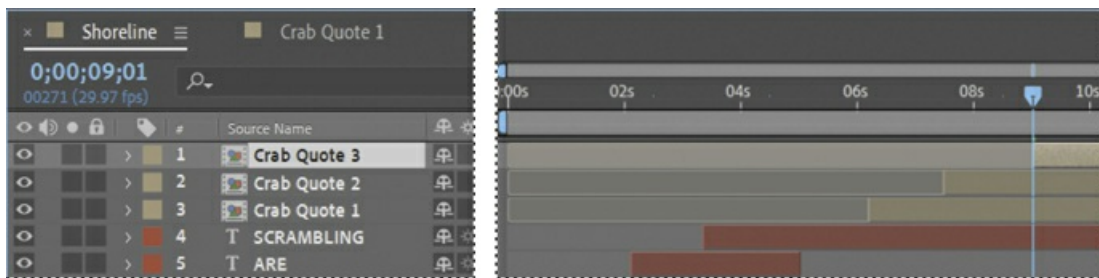 × Shoreline ≡ Crab Quote 1
0;00;09;01
00271 (29.97 fps)
:00s 02s 04s 06s 08s 10s
# Source Name
1 Crab Quote 3
2 Crab Quote 2
3 Crab Quote 1
4 T SCRAMBLING
5 T ARE